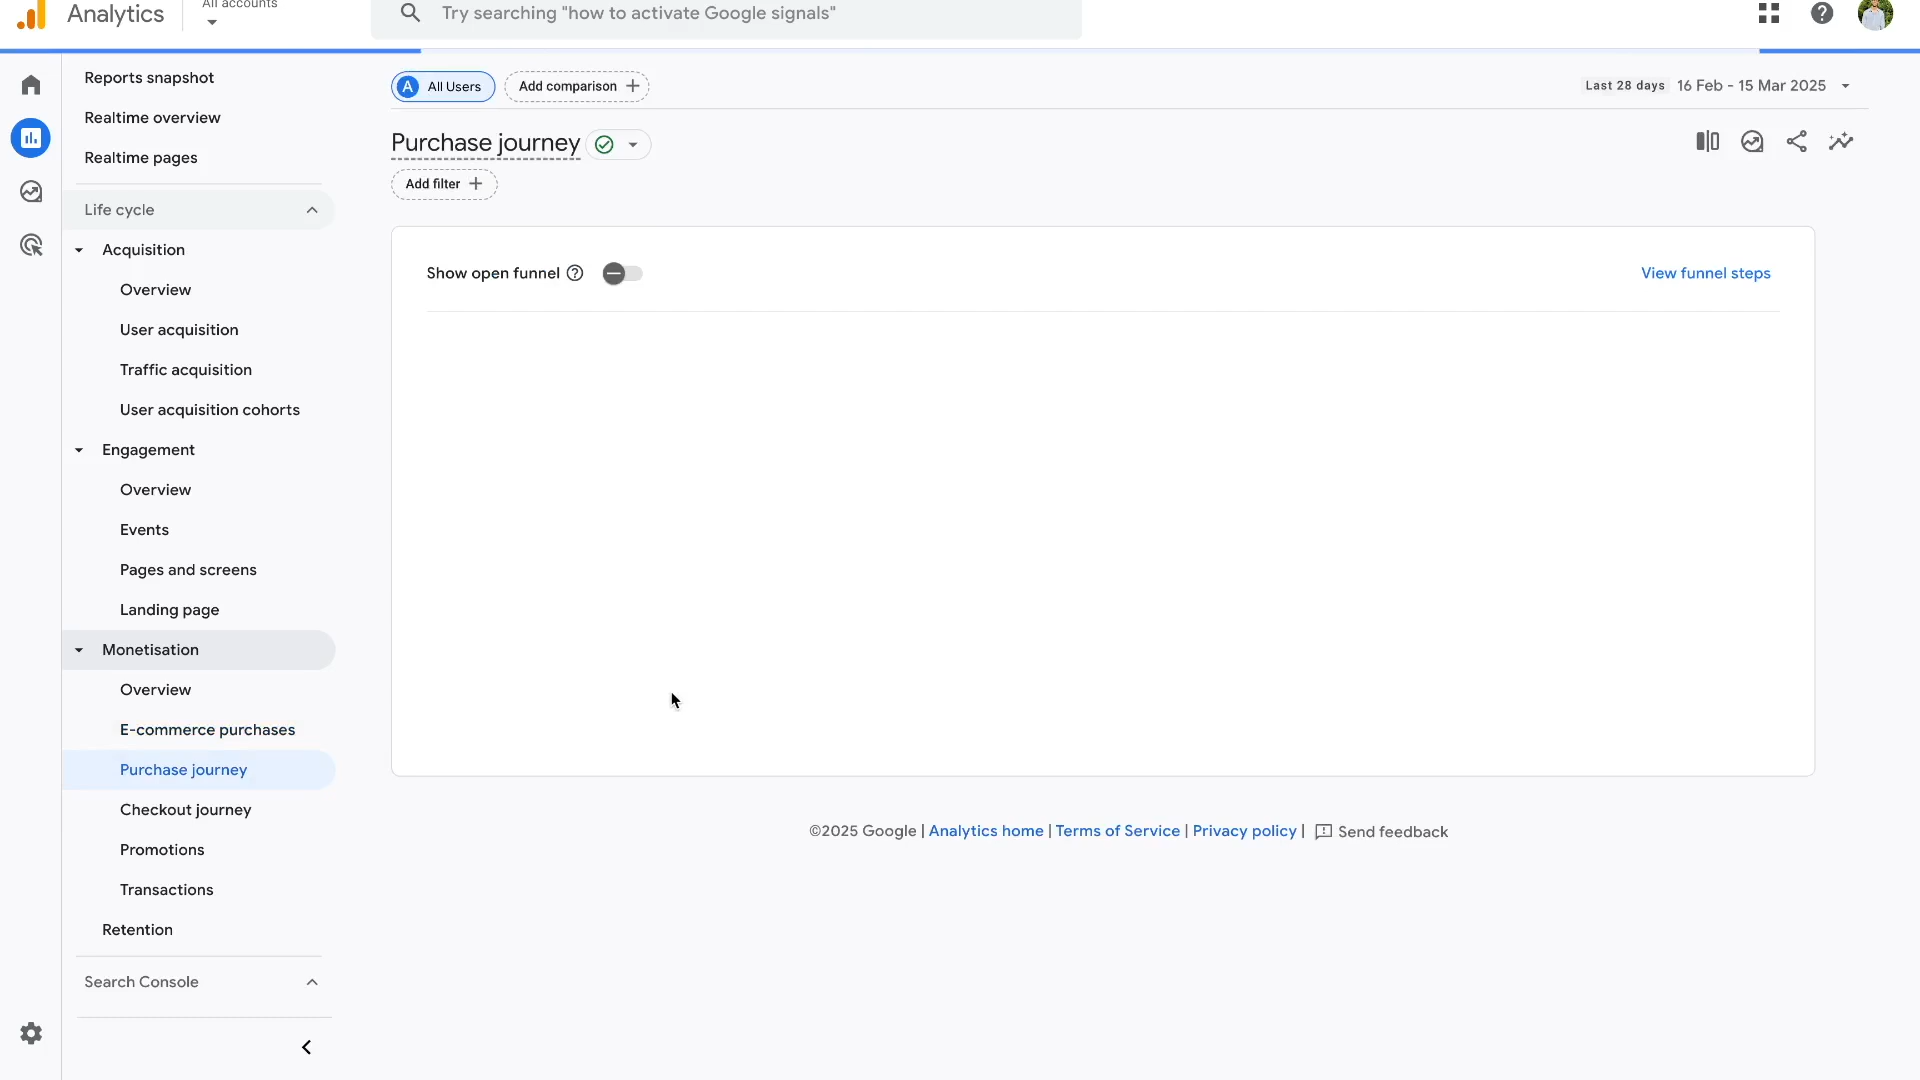 All accounts
Analytics
Try searching "how to activate Google signals"
Reports snapshot
Realtime overview
Realtime pages
Life cycle
Acquisition
Overview
User acquisition
Traffic acquisition
User acquisition cohorts
Engagement
Overview
Events
Pages and screens
Landing page
Monetisation
Overview
E-commerce purchases
Purchase journey
Checkout journey
Promotions
Transactions
Retention
Search Console
A All Users
Add comparison
Last 28 days 16 Feb - 15 Mar 2025
Purchase journey
Add filter
Show open funnel
View funnel steps
©2025 Google | Analytics home | Terms of Service | Privacy policy | Send feedback